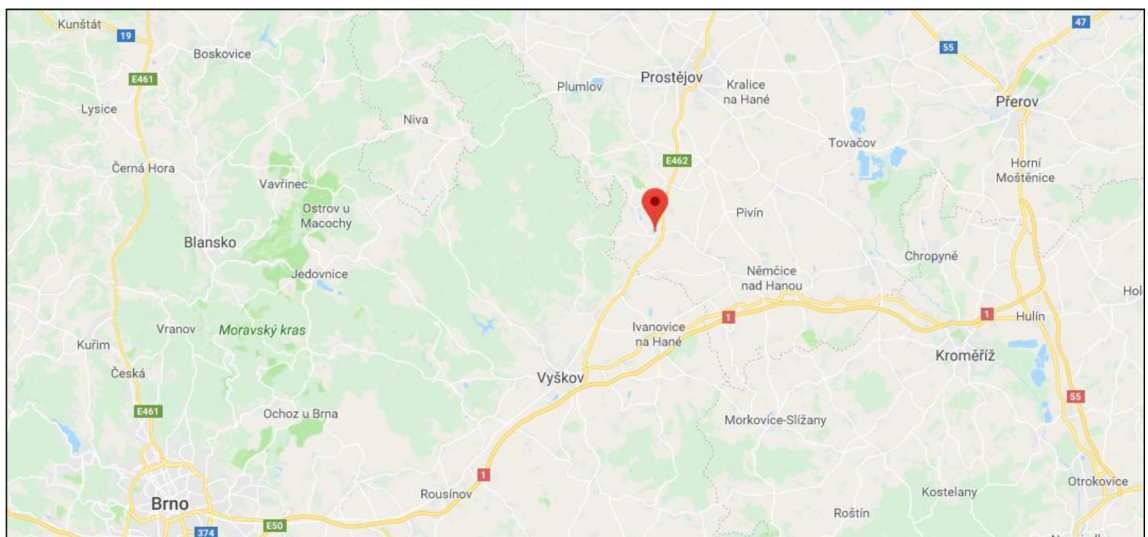 Kunštát
19
Boskovice
55
47
E461
Lysice
Plumlov
Prostějov
Kralice
na Hané
Přerov
Niva
Tovačov
Černá Hora
Vavřinec
E462
Horní
Moštěnice
Ostrov u
Macochy
Pivín
Blansko
Jedovnice
Němčice
nad Hanou
Chropyně
Hol
Vranov
Moravský kras
Ivanovice
na Hané
1
1
Hulín
Kuřim
Česká
Vyškov
Kroměříž
E461
Ochoz u Brna
Morkovice-Slížany
55
1
Rousínov
Otrokovice
Brno
Kostelany
Roštín
E50
374